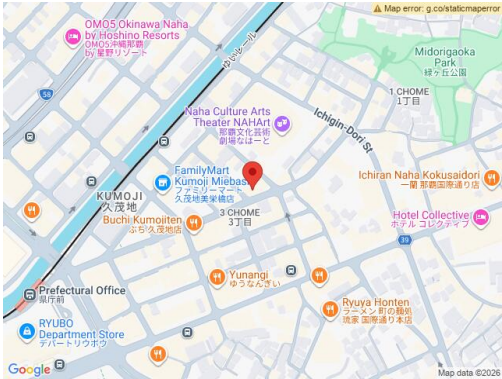 Map error: g.co/staticmaperror
OMO5 Okinawa Naha
by Hoshino Resorts
OMO5沖縄那覇
by 星野リゾート
ゆいレール
Midorigaoka
Park
緑ヶ丘公園
58
1 CHOME
1丁目
Naha Culture Arts
Theater NAHArt
那覇文化芸術
劇場なはーと
Ichigin-Dori St
FamilyMart
Kumoji Miebas
ファミリーマート
久茂地美栄橋店
Ichiran Naha Kokusaidori
一蘭 那覇国際通り店
KUMOJI
久茂地
Buchi Kumojiten
ぶち 久茂地店
3 CHOME
3丁目
Hotel Collective
ホテル コレクティブ
39
Yunangi
ゆうなんぎい
Prefectural Office
県庁前
Ryuya Honten
ラーメン 町の麺処
琉家 国際通り本店
RYUBO
Department Store
デパートリウボウ
Google
Map data ©2026